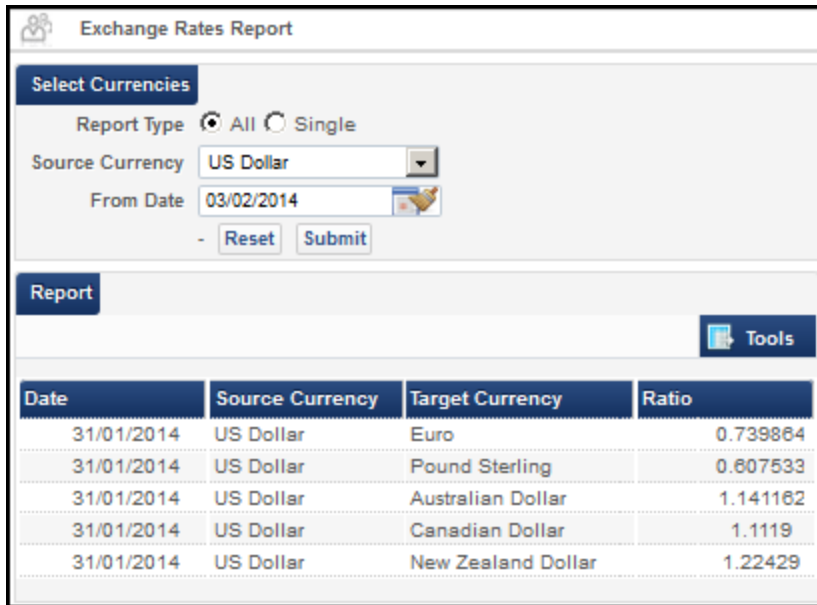 Exchange Rates Report
Select Currencies
Report Type All Single
Source Currency US Dollar
From Date 03/02/2014
- Reset Submit
Report
Tools
Date Source Currency Target Currency Ratio
31/01/2014 US Dollar Euro 0.739864
31/01/2014 US Dollar Pound Sterling 0.607533
31/01/2014 US Dollar Australian Dollar 1.141162
31/01/2014 US Dollar Canadian Dollar 1.1119
31/01/2014 US Dollar New Zealand Dollar 1.22429